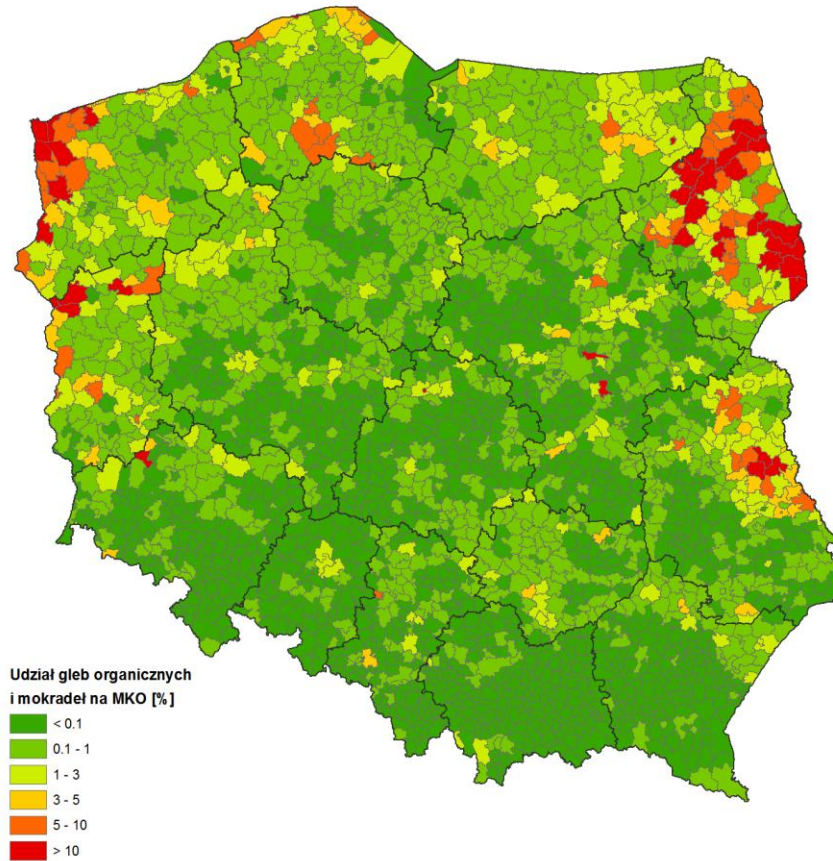 Udział gleb organicznych
i mokradeł na MKO [%]
< 0.1
0.1 - 1
1 - 3
3 - 5
5 - 10
> 10